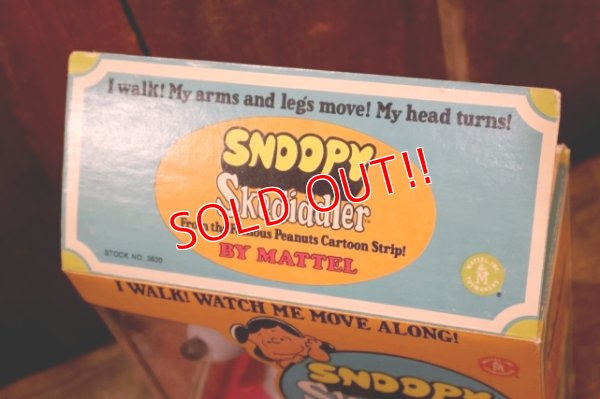 I walk! My arms and legs move! My head turns!
SNOOPY
Skediddler
SOLD OUT!!
From the Famous Peanuts Cartoon Strip!
BY MATTEL
STOCK NO. 3630
MATTEL, INC.
I WALK! WATCH ME MOVE ALONG!
SNOOPY